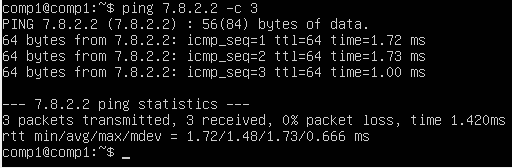 comp1@comp1:~$ ping 7.8.2.2 -c 3
PING 7.8.2.2 (7.8.2.2) : 56(84) bytes of data.
64 bytes from 7.8.2.2: icmp_seq=1 ttl=64 time=1.72 ms
64 bytes from 7.8.2.2: icmp_seq=2 ttl=64 time=1.73 ms
64 bytes from 7.8.2.2: icmp_seq=3 ttl=64 time=1.00 ms

--- 7.8.2.2 ping statistics ---
3 packets transmitted, 3 received, 0% packet loss, time 1.420ms
rtt min/avg/max/mdev = 1.72/1.48/1.73/0.666 ms
comp1@comp1:~$ _